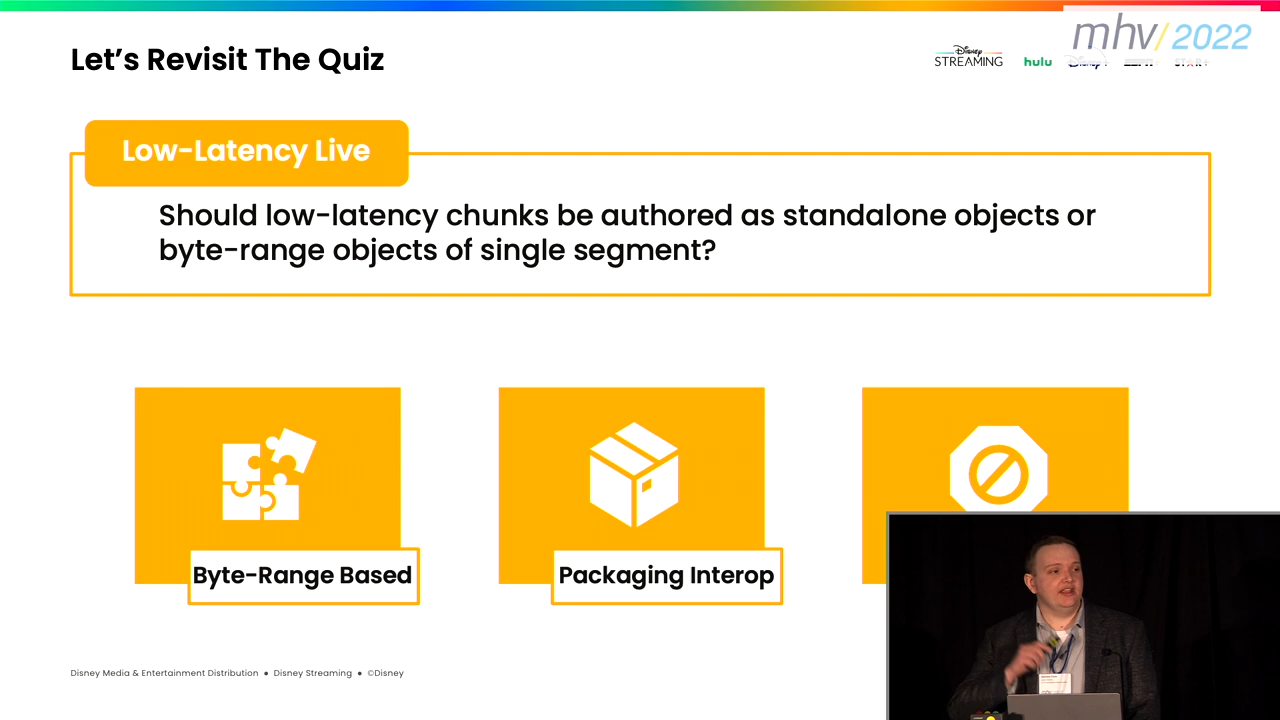 mhv/2022
Let's Revisit The Quiz
Disney
STREAMING
hulu
Low-Latency Live
Should low-latency chunks be authored as standalone objects or
byte-range objects of single segment?
Byte-Range Based
Packaging Interop
Disney Media & Entertainment Distribution ● Disney Streaming ● ©Disney